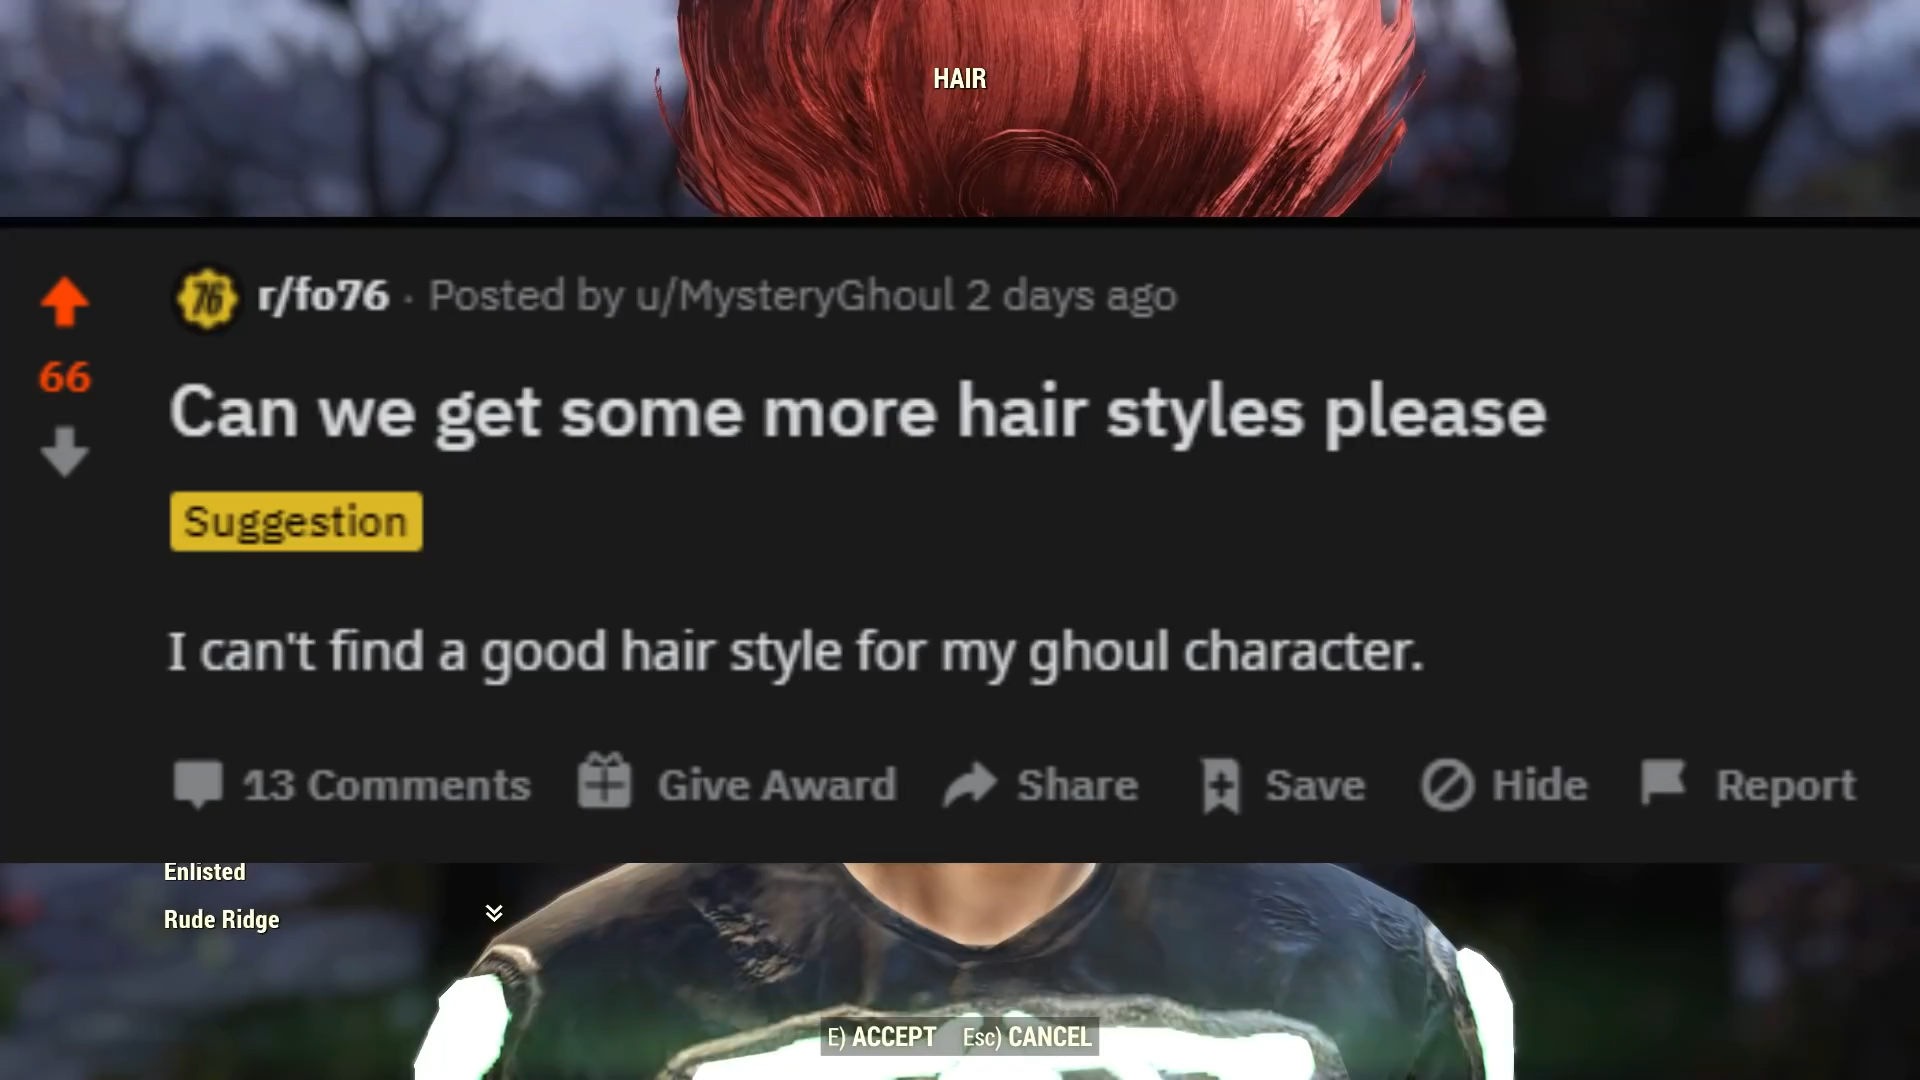 HAIR
76 r/fo76 · Posted by u/MysteryGhoul 2 days ago
66
Can we get some more hair styles please
Suggestion
I can't find a good hair style for my ghoul character.
13 Comments Give Award Share Save Hide Report
Enlisted
Rude Ridge
E) ACCEPT Esc) CANCEL